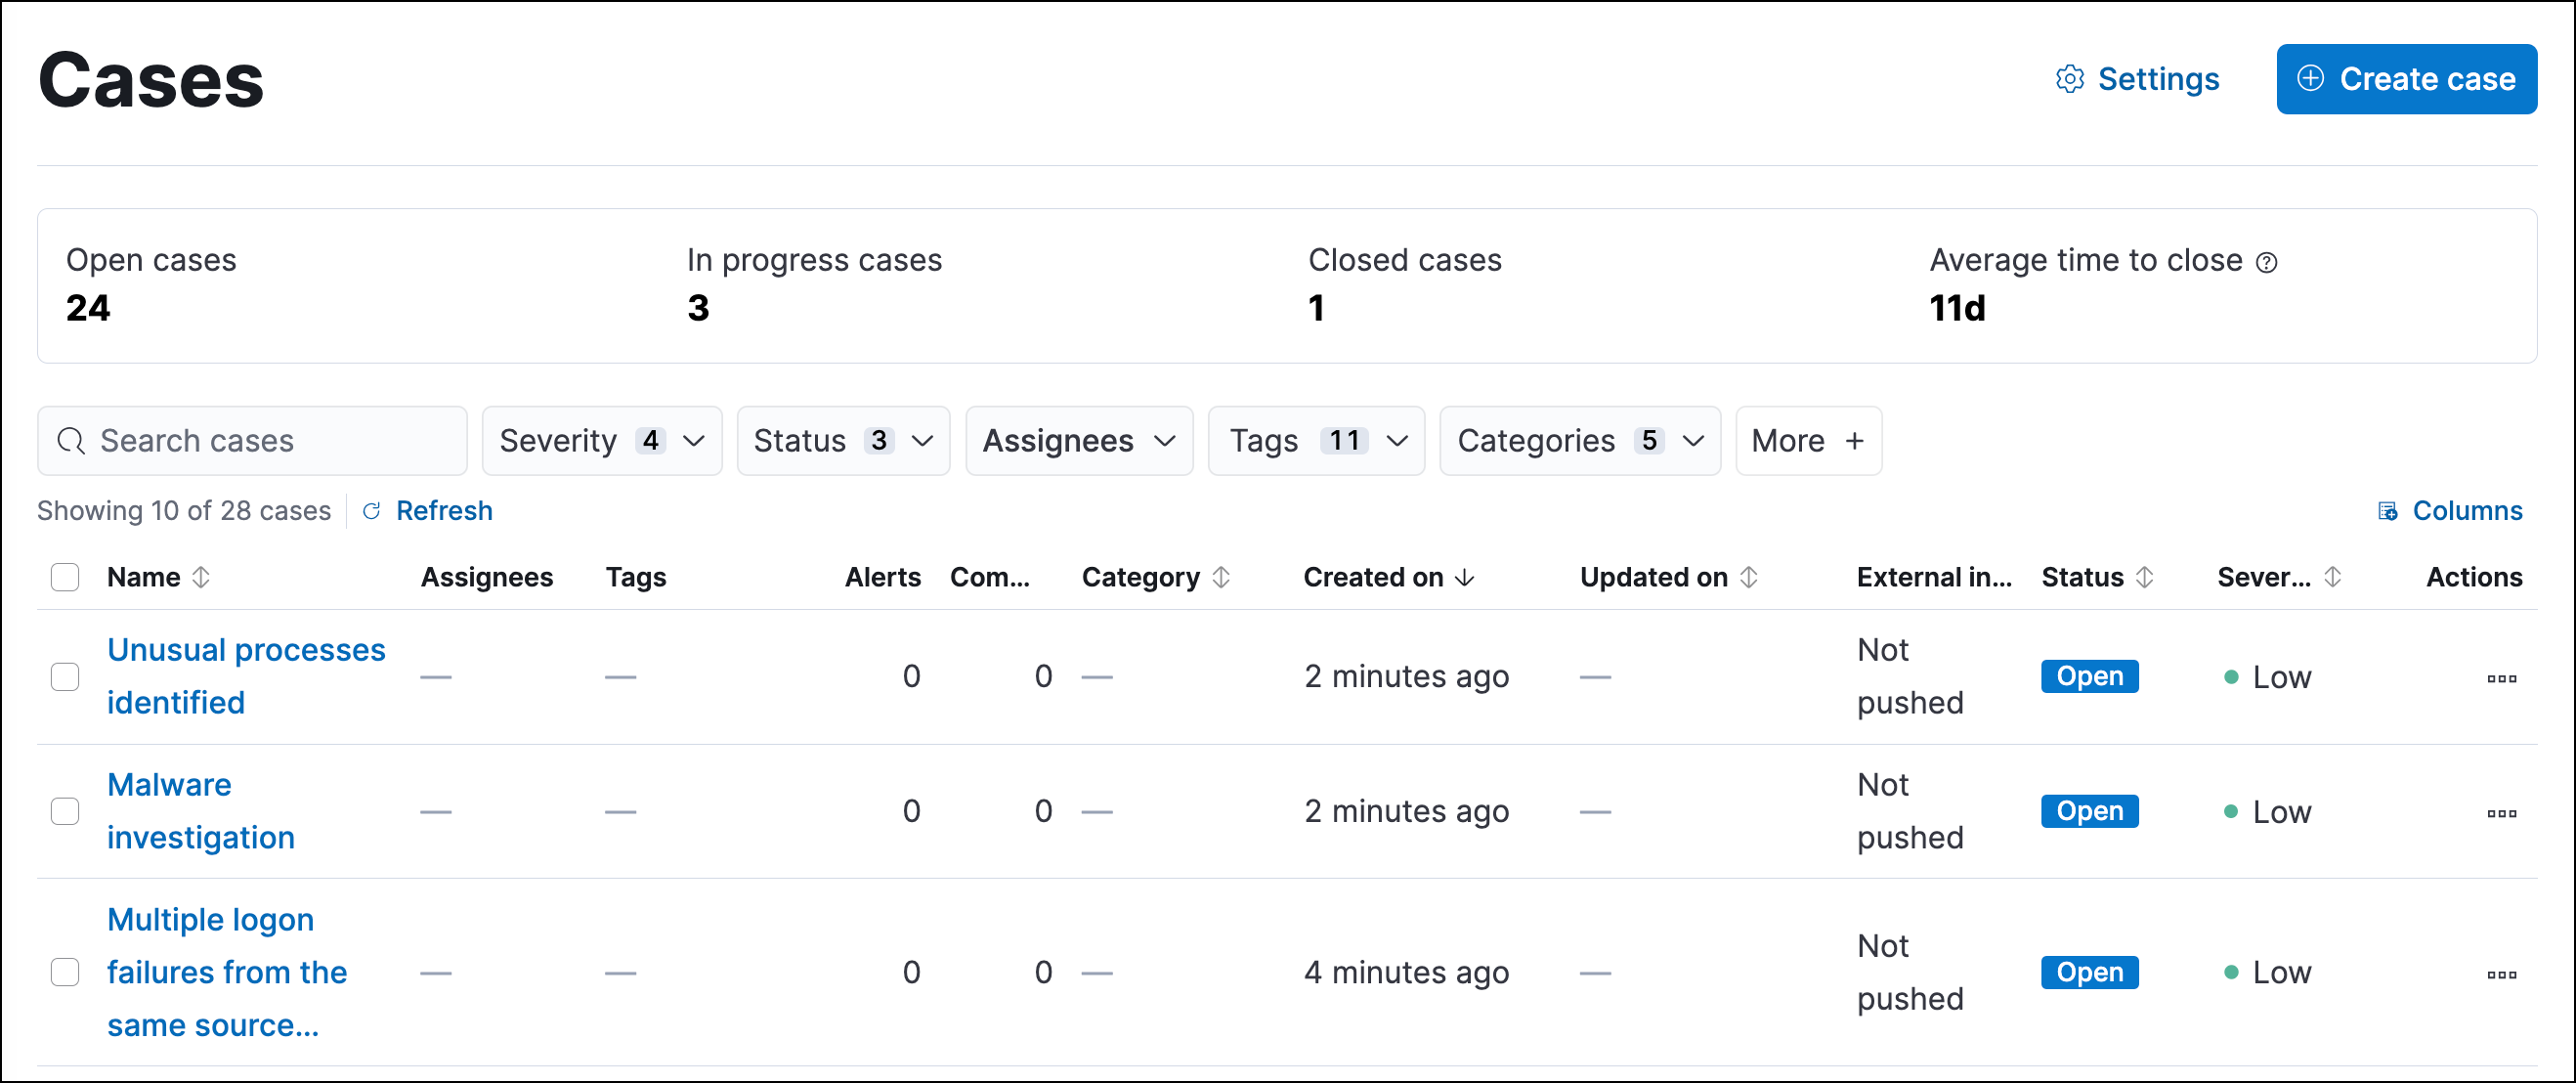 Cases
Settings
Create case
Open cases
24
In progress cases
3
Closed cases
1
Average time to close
11d
Search cases
Severity 4
Status 3
Assignees
Tags 11
Categories 5
More +
Showing 10 of 28 cases
Refresh
Columns
Name Assignees Tags Alerts Com... Category Created on Updated on External in... Status Sever... Actions
Unusual processes
identified
— — 0 0 — 2 minutes ago —
Not
pushed
Open
Low
Malware
investigation
— — 0 0 — 2 minutes ago —
Not
pushed
Open
Low
Multiple logon
failures from the
same source...
— — 0 0 — 4 minutes ago —
Not
pushed
Open
Low